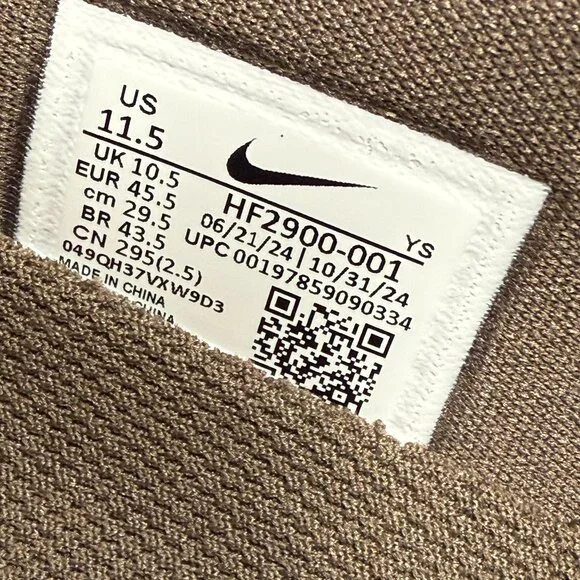 US
11.5
UK 10.5
EUR 45.5
cm 29.5
BR 43.5
CN 295(2.5)
049QH37VXW9D3
MADE IN CHINA
CHINA
HF2900-001 YS
06/21/24 | 10/31/24
UPC 00197859090334